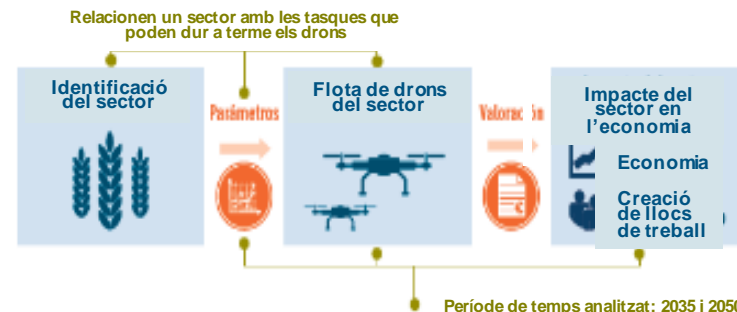 Relacionen un sector amb les tasques que
poden dur a terme els drons
Identificació
del sector
Parámetros
Flota de drons
del sector
Impacte del
sector en
l'economia
Economia
Creació
de llocs
de treball
Període de temps analitzat: 2035 i 2050